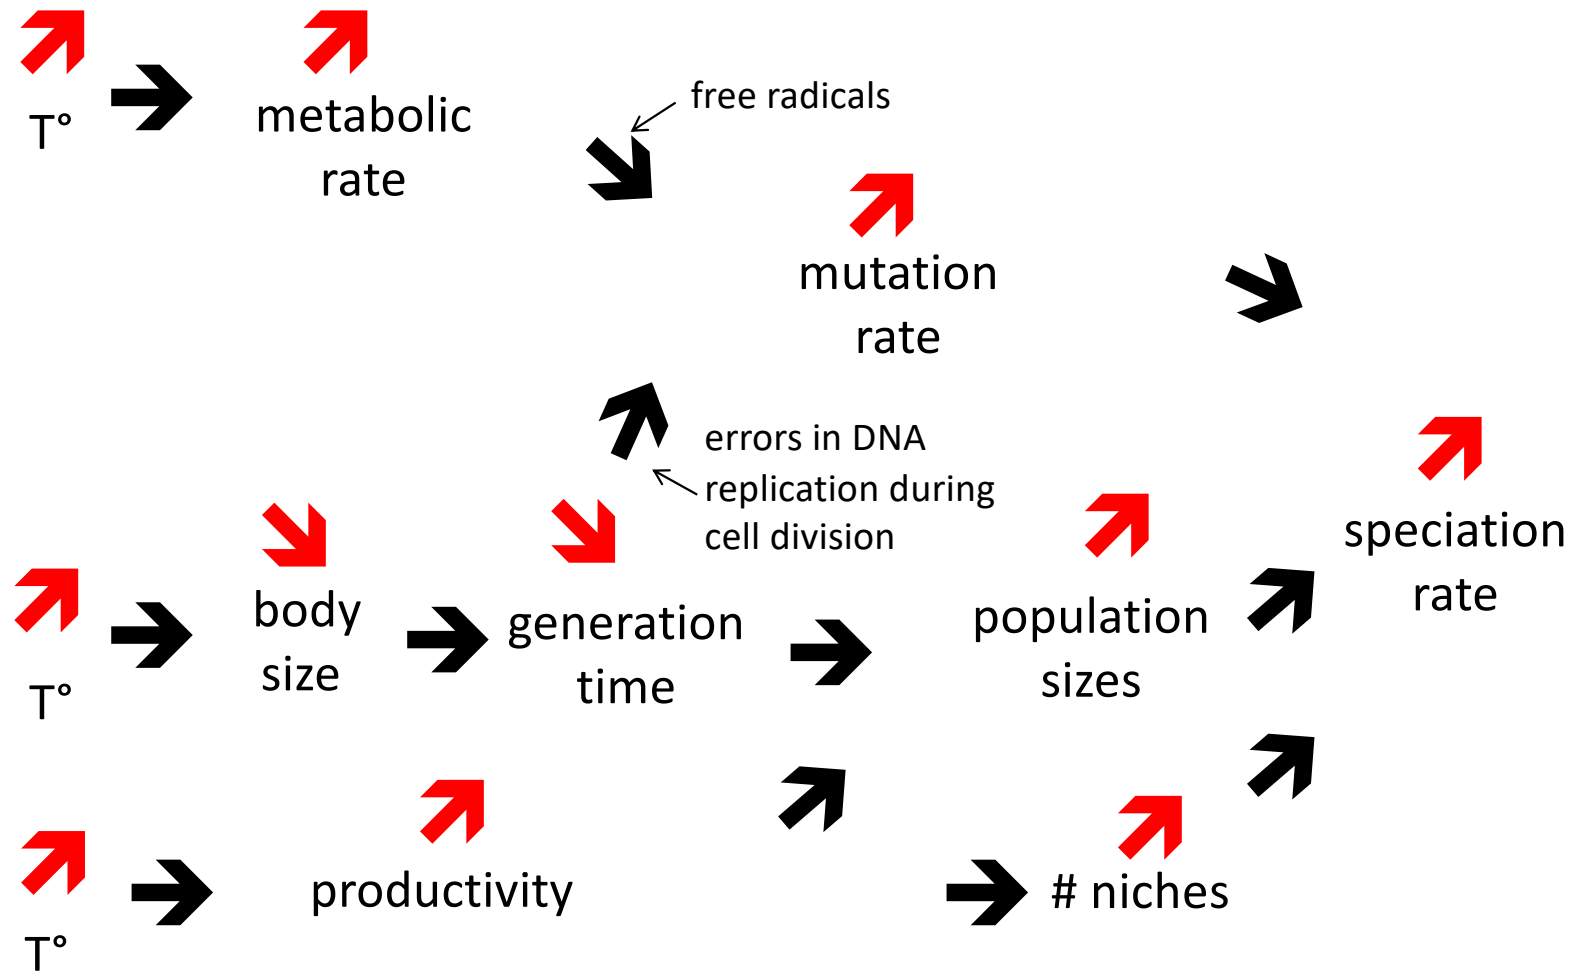 T°
metabolic
rate
free radicals
mutation
rate
errors in DNA
replication during
cell division
T°
body
size
generation
time
population
sizes
speciation
rate
T°
productivity
# niches